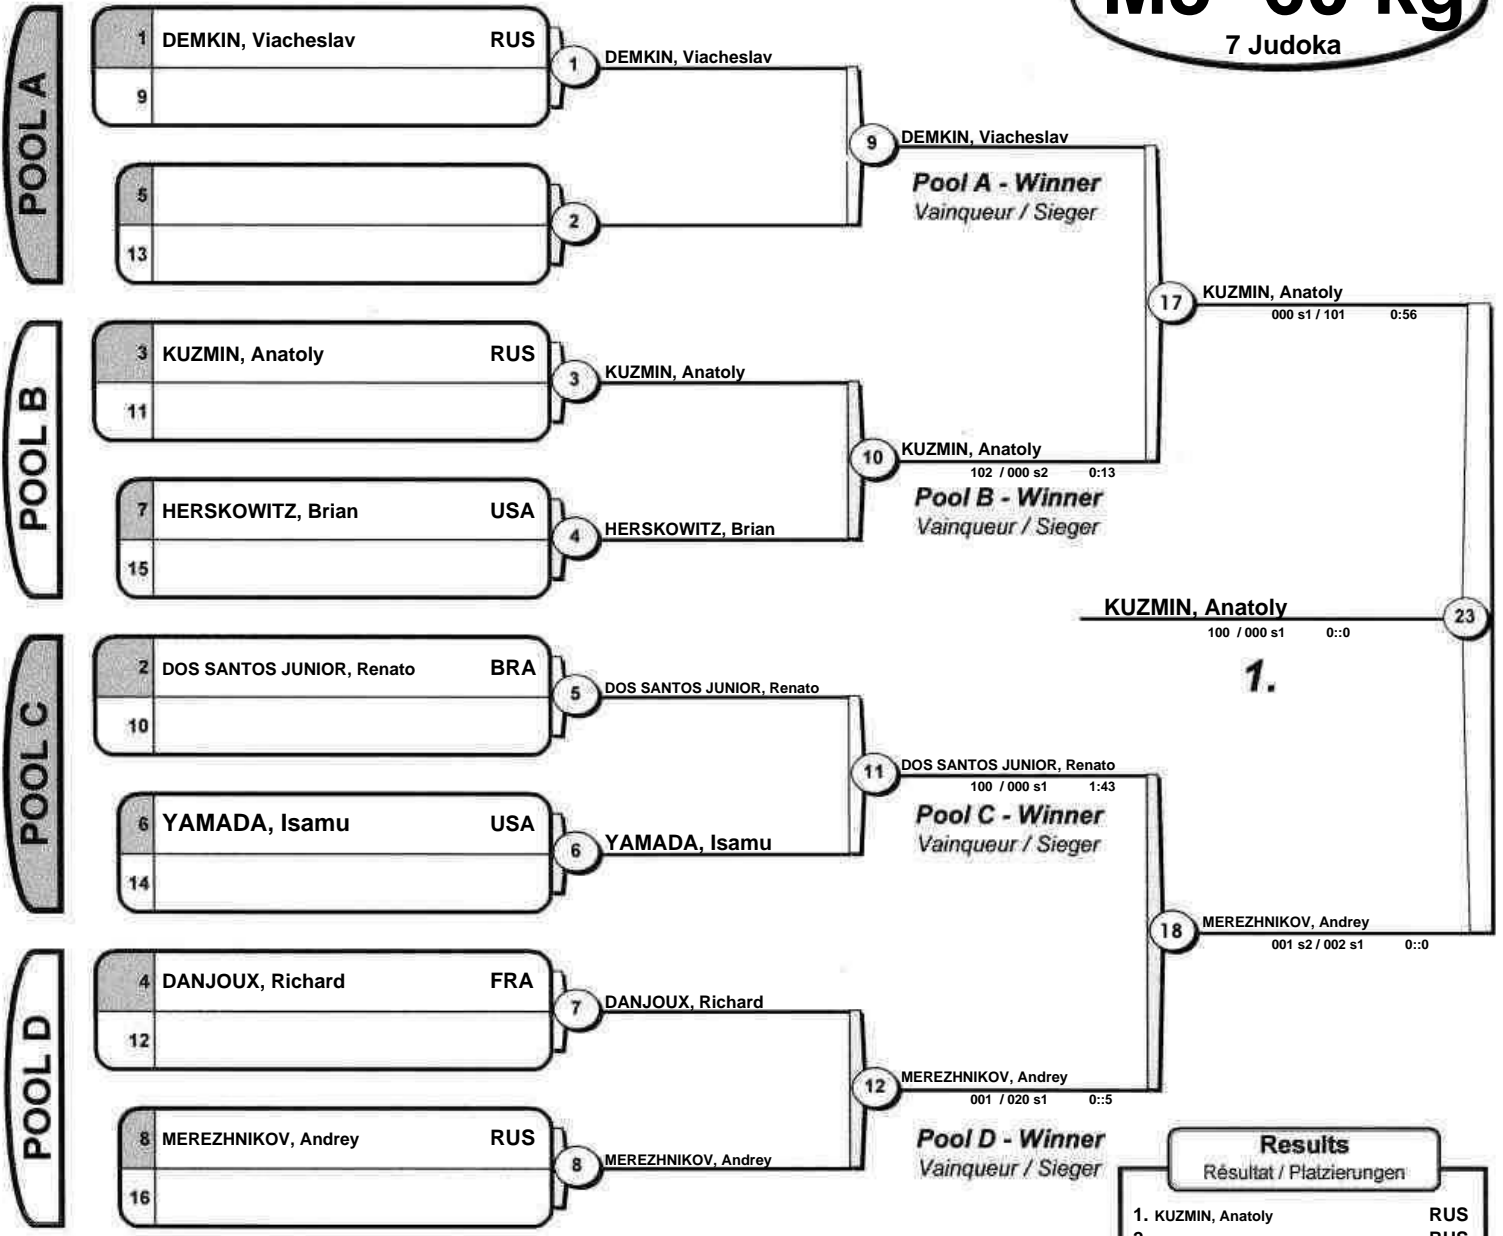 M8 -60 kg
7 Judoka
POOL A
1 DEMKIN, Viacheslav RUS
9
5
13
1 DEMKIN, Viacheslav
2
9 DEMKIN, Viacheslav
Pool A - Winner
Vainqueur / Sieger
POOL B
3 KUZMIN, Anatoly RUS
11
7 HERSKOWITZ, Brian USA
15
3 KUZMIN, Anatoly
4 HERSKOWITZ, Brian
10 KUZMIN, Anatoly
102 / 000 s2 0:13
Pool B - Winner
Vainqueur / Sieger
17 KUZMIN, Anatoly
000 s1 / 101 0:56
KUZMIN, Anatoly 23
100 / 000 s1 0::0
1.
POOL C
2 DOS SANTOS JUNIOR, Renato BRA
10
6 YAMADA, Isamu USA
14
5 DOS SANTOS JUNIOR, Renato
6 YAMADA, Isamu
11 DOS SANTOS JUNIOR, Renato
100 / 000 s1 1:43
Pool C - Winner
Vainqueur / Sieger
18 MEREZHNIKOV, Andrey
001 s2 / 002 s1 0::0
POOL D
4 DANJOUX, Richard FRA
12
8 MEREZHNIKOV, Andrey RUS
16
7 DANJOUX, Richard
8 MEREZHNIKOV, Andrey
12 MEREZHNIKOV, Andrey
001 / 020 s1 0::5
Pool D - Winner
Vainqueur / Sieger
Results
Résultat / Platzierungen
1. KUZMIN, Anatoly RUS
RUS